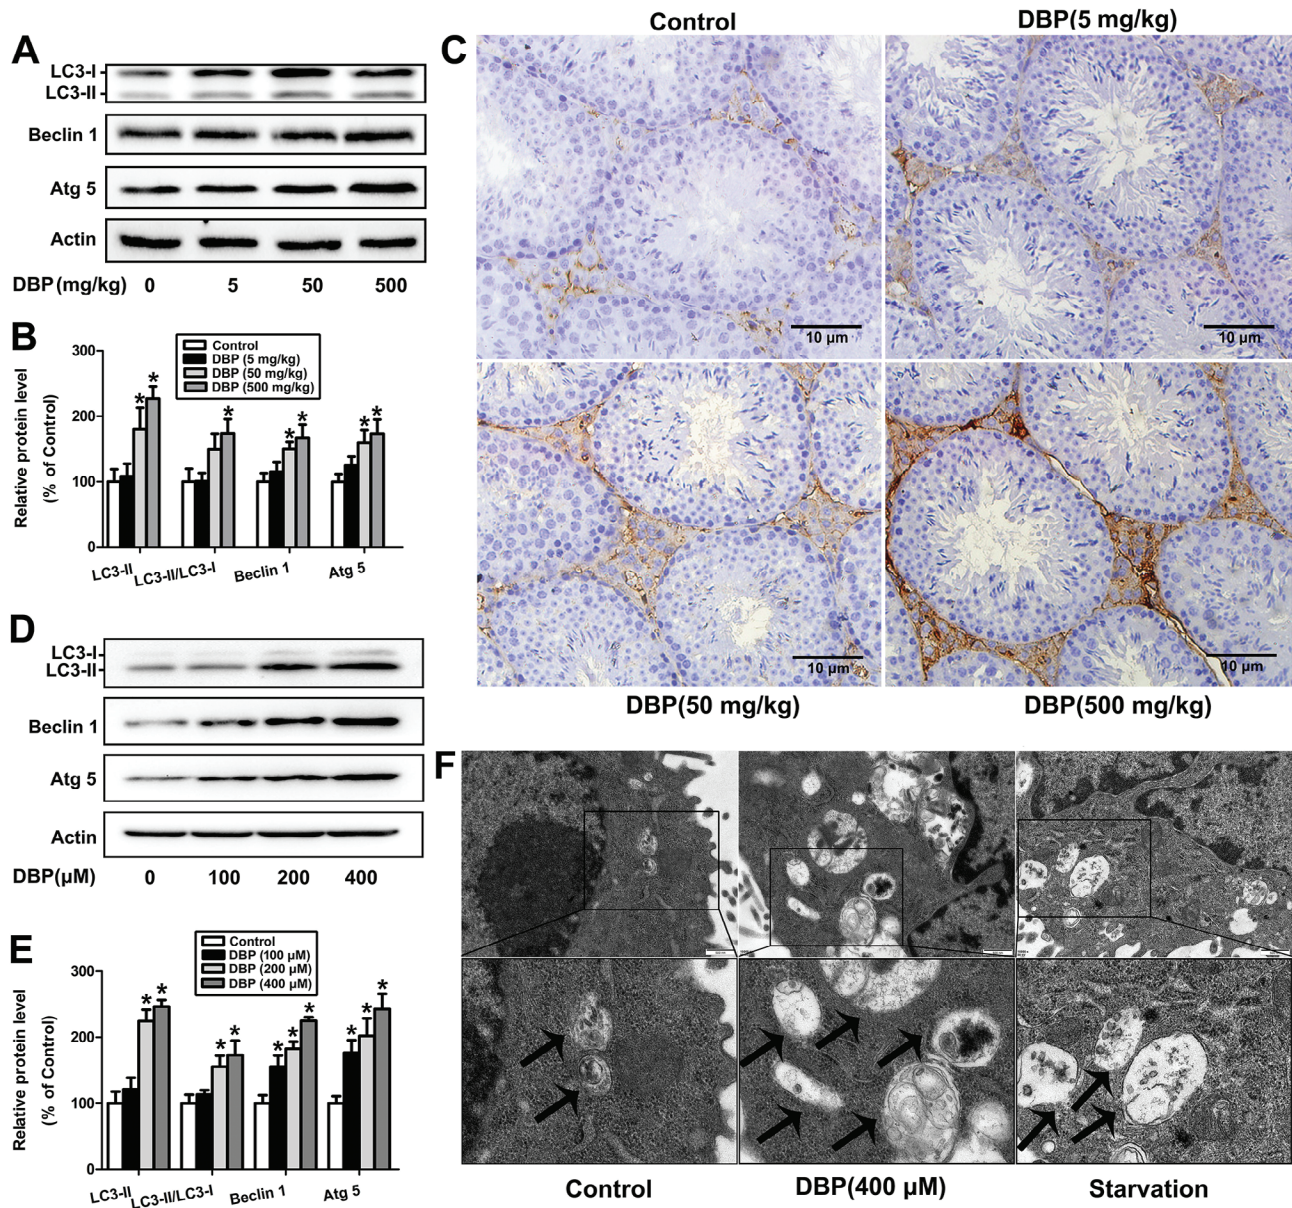 A
LC3-I
LC3-II
Beclin 1
Atg 5
Actin
DBP (mg/kg) 0 5 50 500
B
Control
DBP (5 mg/kg)
DBP (50 mg/kg)
DBP (500 mg/kg)
Relative protein level
(% of Control)
300
200
100
0
* * * * * * *
LC3-II LC3-II/LC3-I Beclin 1 Atg 5
C
Control DBP(5 mg/kg)
10 µm 10 µm
10 µm 10 µm
DBP(50 mg/kg) DBP(500 mg/kg)
D
LC3-I
LC3-II
Beclin 1
Atg 5
Actin
DBP(µM) 0 100 200 400
E
Control
DBP (100 µM)
DBP (200 µM)
DBP (400 µM)
Relative protein level
(% of Control)
300
200
100
0
* * * * * * * * * *
LC3-II LC3-II/LC3-I Beclin 1 Atg 5
F
Control DBP(400 µM) Starvation